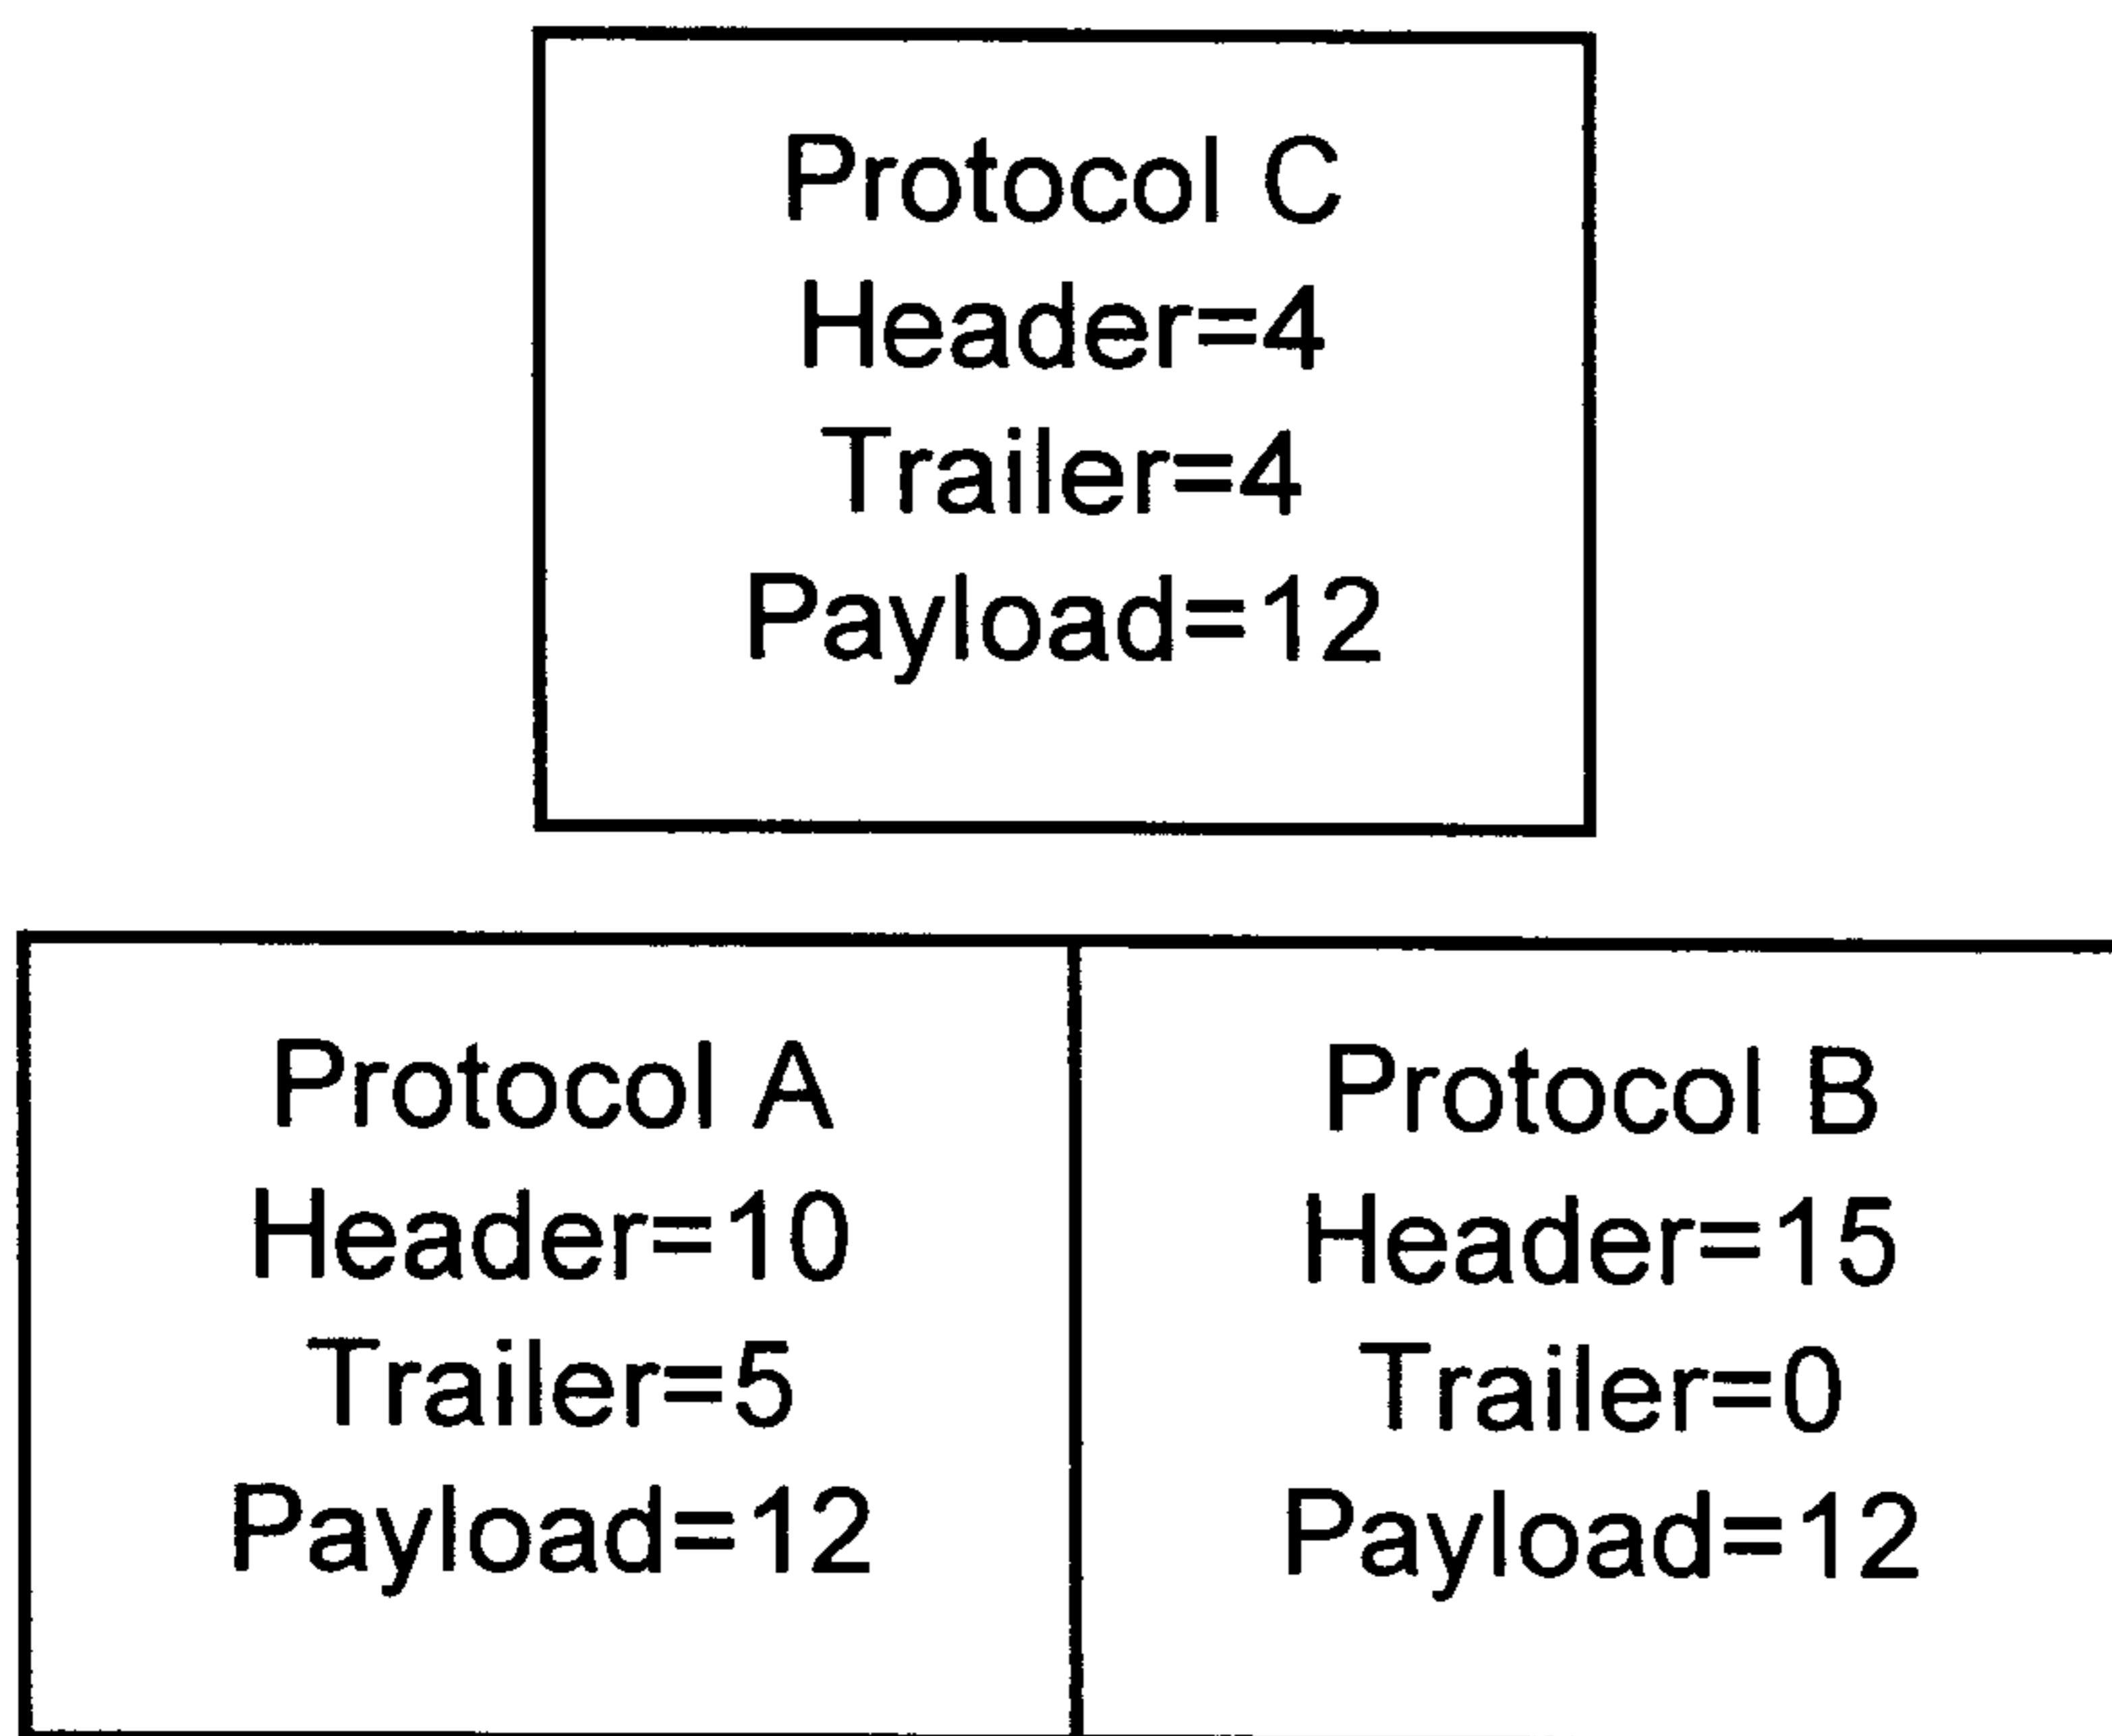 Protocol C
Header=4
Trailer=4
Payload=12
Protocol A
Header=10
Trailer=5
Payload=12
Protocol B
Header=15
Trailer=0
Payload=12